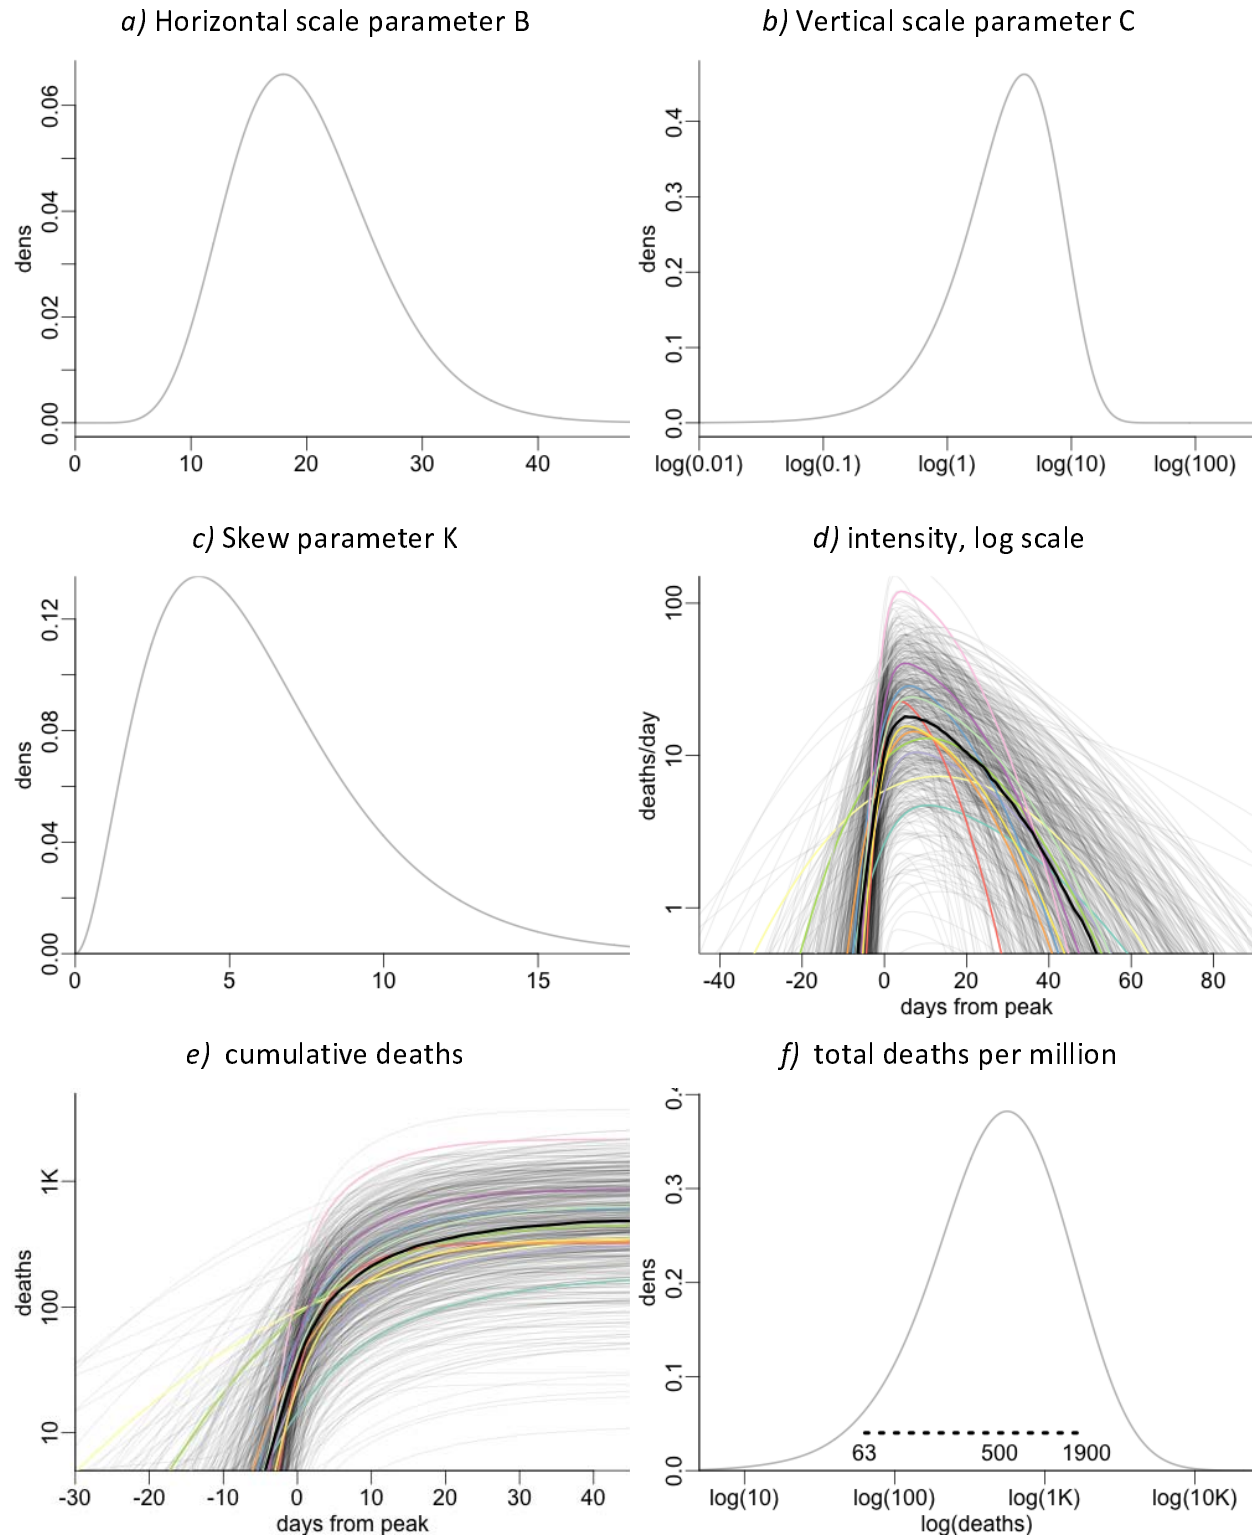 a) Horizontal scale parameter B
b) Vertical scale parameter C
dens
0.00
0.02
0.04
0.06
0
10
20
30
40
dens
0.0
0.1
0.2
0.3
0.4
log(0.01)
log(0.1)
log(1)
log(10)
log(100)
c) Skew parameter K
d) intensity, log scale
dens
0.00
0.04
0.08
0.12
0
5
10
15
deaths/day
1
10
100
-40
-20
0
20
40
60
80
days from peak
e) cumulative deaths
f) total deaths per million
deaths
10
100
1K
-30
-20
-10
0
10
20
30
40
days from peak
dens
0.0
0.1
0.2
0.3
0.4
63
500
1900
log(10)
log(100)
log(1K)
log(10K)
log(deaths)